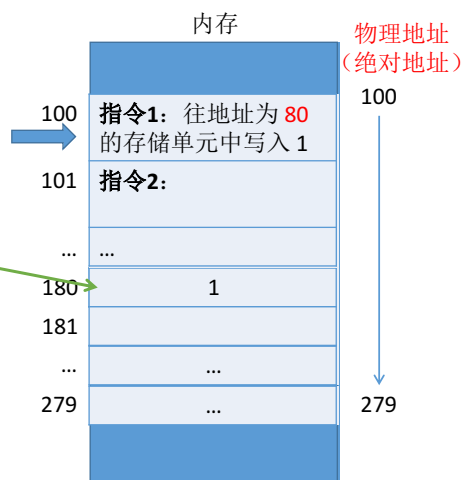 内存
物理地址
（绝对地址）
100
100
指令1：往地址为 80
的存储单元中写入 1
101
指令2：
...
...
180
1
181
...
...
279
...
279